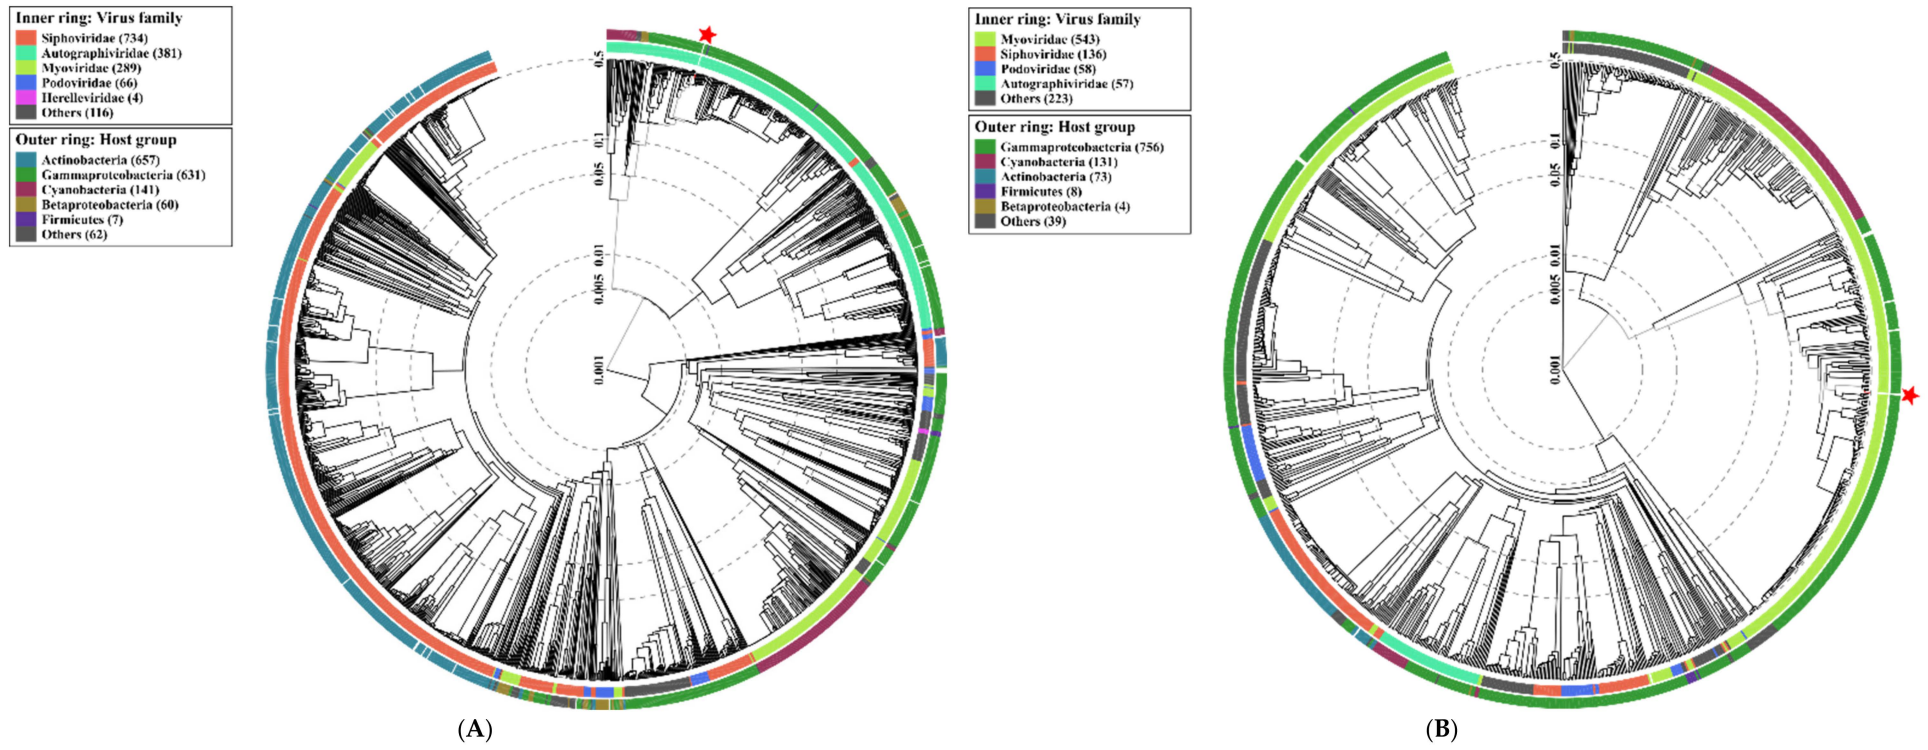 Inner ring: Virus family
Siphoviridae (734)
Autographiviridae (381)
Myoviridae (289)
Podoviridae (66)
Herelleviridae (4)
Others (116)
Outer ring: Host group
Actinobacteria (657)
Gammaproteobacteria (631)
Cyanobacteria (141)
Betaproteobacteria (60)
Firmicutes (7)
Others (62)
0.5
0.1
0.05
0.01
0.005
0.001
(A)
Inner ring: Virus family
Myoviridae (543)
Siphoviridae (136)
Podoviridae (58)
Autographiviridae (57)
Others (223)
Outer ring: Host group
Gammaproteobacteria (756)
Cyanobacteria (131)
Actinobacteria (73)
Firmicutes (8)
Betaproteobacteria (4)
Others (39)
0.5
0.1
0.05
0.01
0.005
0.001
(B)